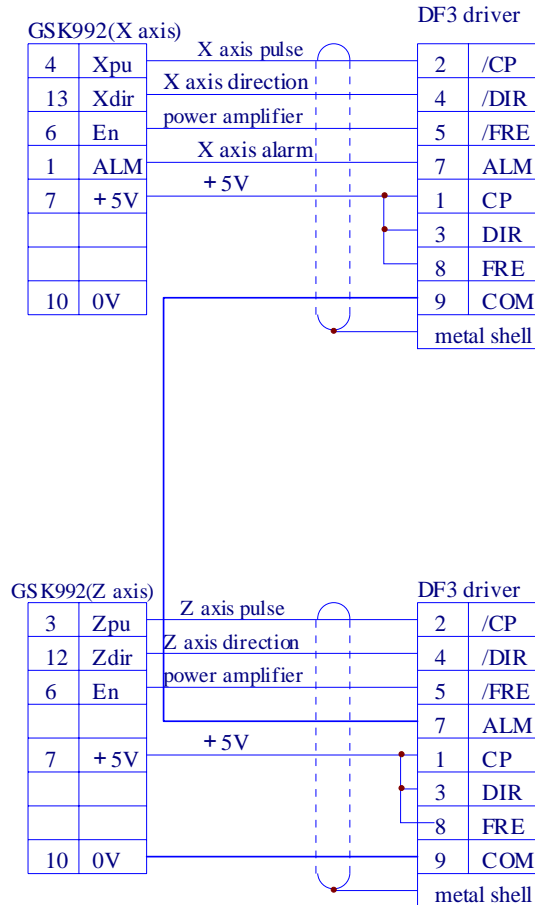 DF3 driver
GSK992(X axis)
4 Xpu X axis pulse 2 /CP
13 Xdir X axis direction 4 /DIR
6 En power amplifier 5 /FRE
1 ALM X axis alarm 7 ALM
7 +5V +5V 1 CP
3 DIR
8 FRE
10 0V 9 COM
metal shell
GSK992(Z axis) DF3 driver
3 Zpu Z axis pulse 2 /CP
12 Zdir Z axis direction 4 /DIR
6 En power amplifier 5 /FRE
7 ALM
7 +5V +5V 1 CP
3 DIR
8 FRE
10 0V 9 COM
metal shell